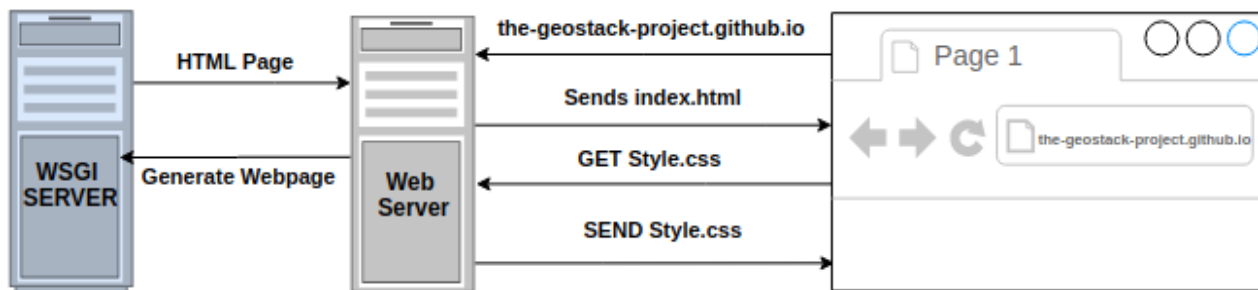 HTML Page
Generate Webpage
WSGI
SERVER
Web
Server
the-geostack-project.github.io
Sends index.html
GET Style.css
SEND Style.css
Page 1
the-geostack-project.github.io